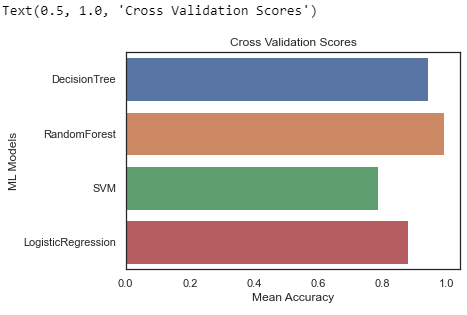 Text(0.5, 1.0, 'Cross Validation Scores')
Cross Validation Scores
ML Models
DecisionTree
RandomForest
SVM
LogisticRegression
0.0 0.2 0.4 0.6 0.8 1.0
Mean Accuracy